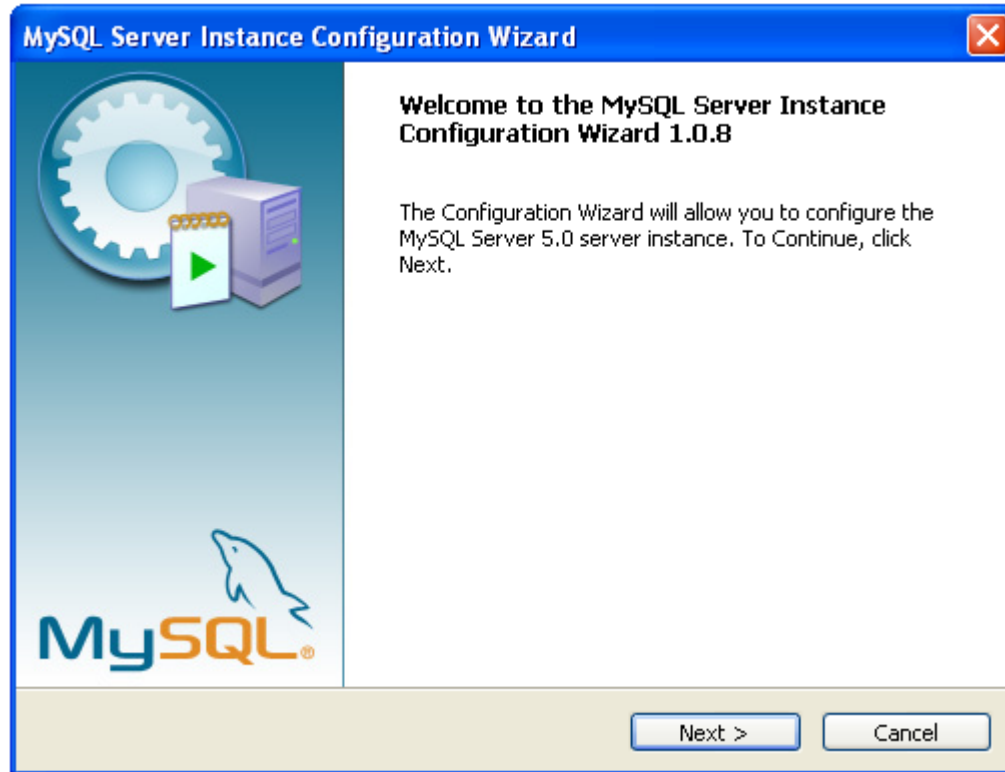 MySQL Server Instance Configuration Wizard
Welcome to the MySQL Server Instance
Configuration Wizard 1.0.8
The Configuration Wizard will allow you to configure the
MySQL Server 5.0 server instance. To Continue, click
Next.
MySQL®
Next >
Cancel